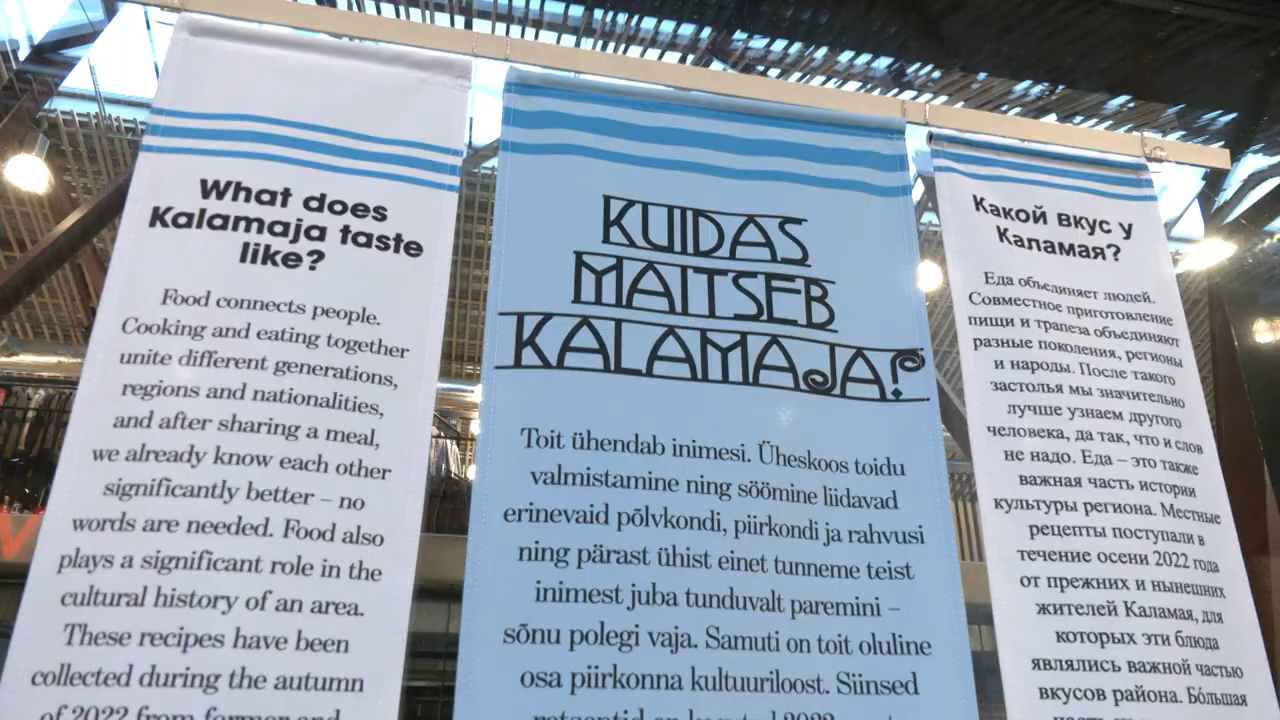 What does
Kalamaja taste
like?
Food connects people.
Cooking and eating together
unite different generations,
regions and nationalities,
and after sharing a meal,
we already know each other
significantly better – no
words are needed. Food also
plays a significant role in the
cultural history of an area.
These recipes have been
collected during the autumn
of 2022 from former and
KUIDAS
MAITSEB
KALAMAJA?
Toit ühendab inimesi. Üheskoos toidu
valmistamine ning söömine liidavad
erinevaid põlvkondi, piirkondi ja rahvusi
ning pärast ühist einet tunneme teist
inimest juba tunduvalt paremini –
sõnu polegi vaja. Samuti on toit oluline
osa piirkonna kultuuriloost. Siinsed
Какой вкус у
Каламая?
Еда объединяет людей.
Совместное приготовление
пищи и трапеза объединяют
разные поколения, регионы
и народы. После такого
застолья мы значительно
лучше узнаем другого
человека, да так, что и слов
не надо. Еда – это также
важная часть истории
культуры региона. Местные
рецепты поступали в
течение осени 2022 года
от прежних и нынешних
жителей Каламая, для
которых эти блюда
являлись важной частью
вкусов района. Бо́льшая